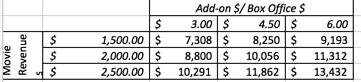 Add-on $/ Box Office $
$ 3.00 $ 4.50 $ 6.00
Movie Revenue $
$ 1,500.00 $ 7,308 $ 8,250 $ 9,193
$ 2,000.00 $ 8,800 $ 10,056 $ 11,312
$ 2,500.00 $ 10,291 $ 11,862 $ 13,432